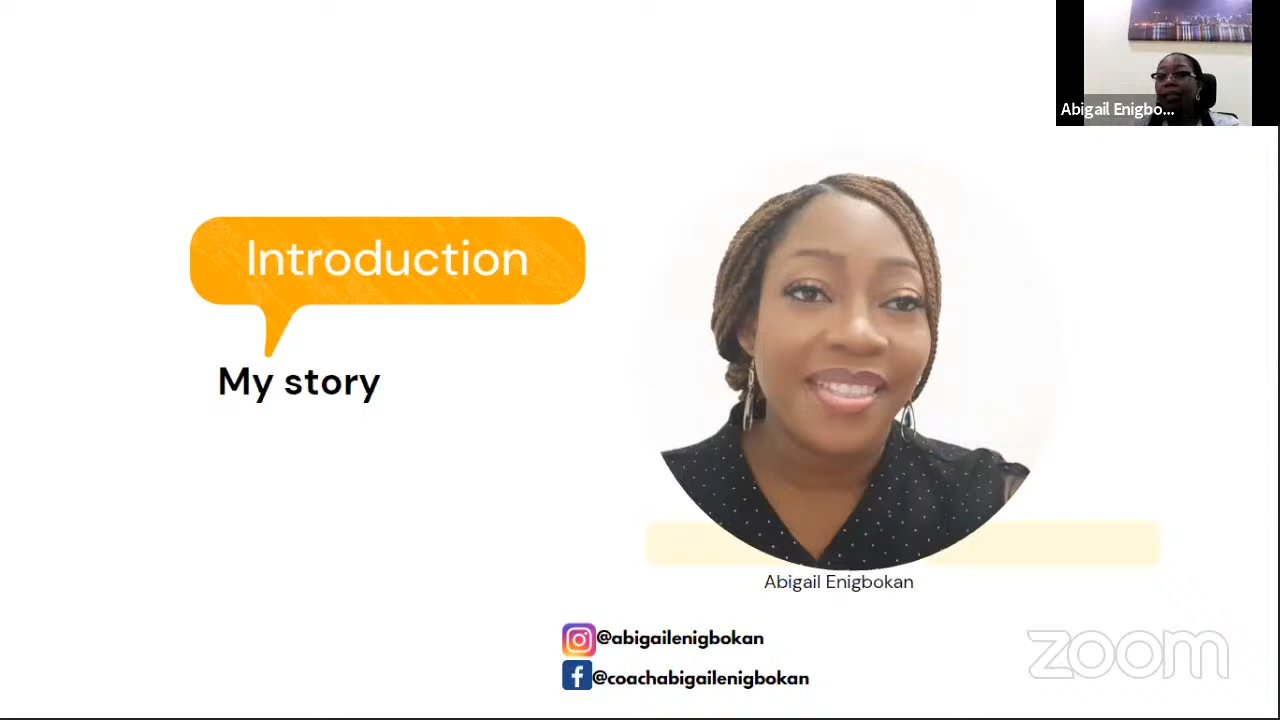 Abigail Enigbo...
Introduction
My story
Abigail Enigbokan
@abigailenigbokan
@coachabigailenigbokan
zoom